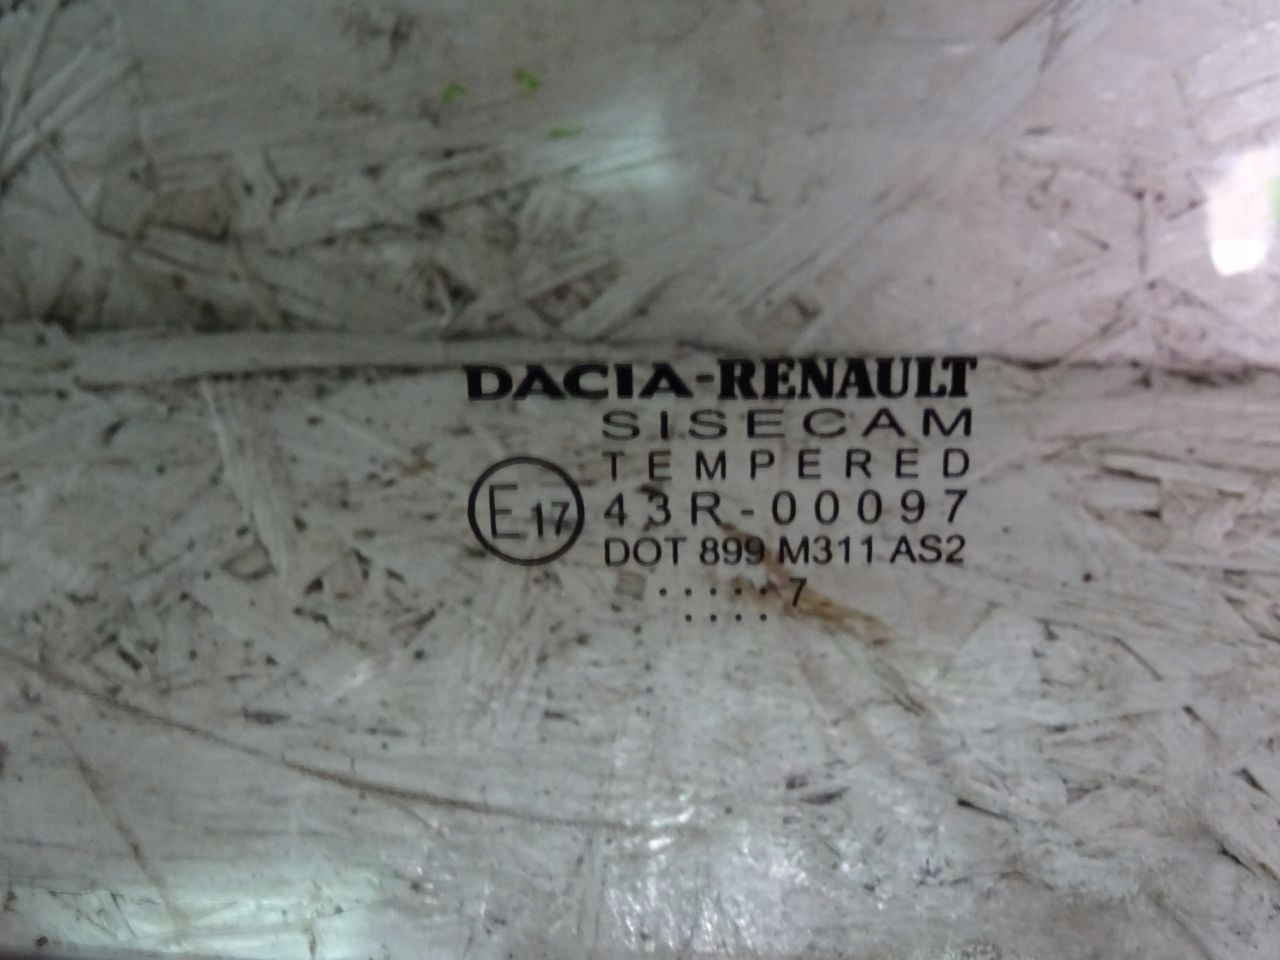 DACIA-RENAULT
SISECAM
TEMPERED
E17 43R-00097
DOT 899 M311 AS2
.....7
....